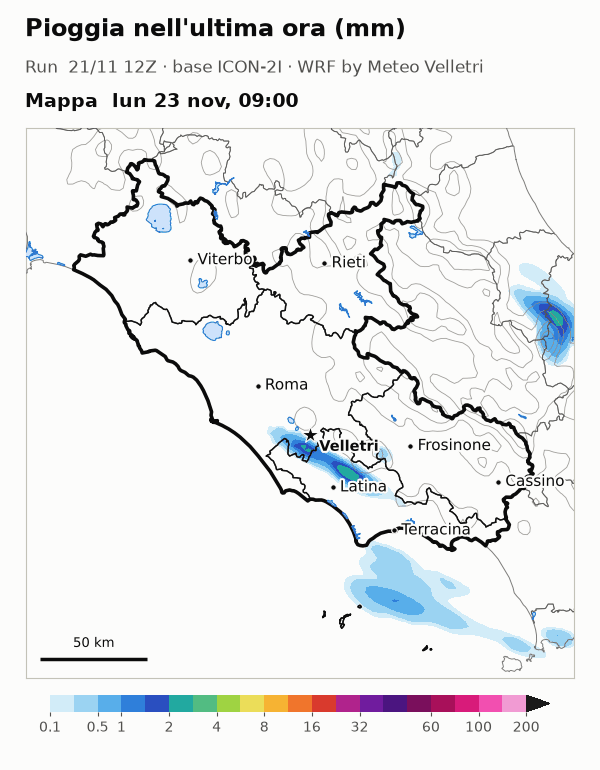 Pioggia nell'ultima ora (mm)
Run  21/11 12Z · base ICON-2I · WRF by Meteo Velletri
Mappa  lun 23 nov, 09:00
Viterbo
Rieti
Roma
Velletri
Frosinone
Latina
Cassino
Terracina
50 km
0.1 0.5 1 2 4 8 16 32 60 100 200